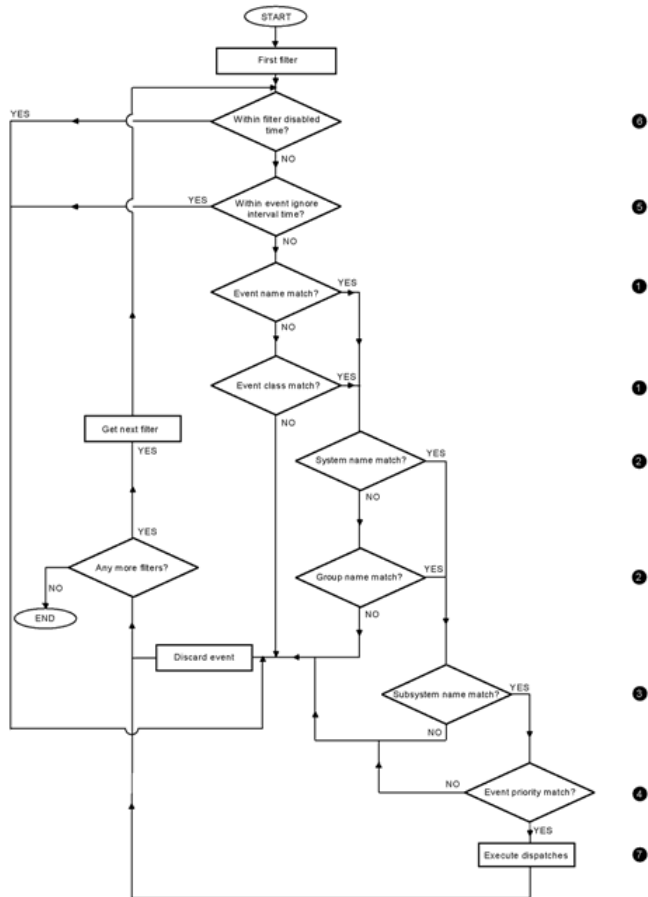 START
First filter
YES
Within filter disabled
time?
6
NO
YES
Within event ignore
interval time?
5
NO
Event name match?
YES
1
NO
Event class match?
YES
1
NO
Get next filter
YES
System name match?
YES
2
NO
YES
Any more filters?
NO
END
Group name match?
YES
2
NO
Discard event
Subsystem name match?
YES
3
NO
Event priority match?
NO
4
YES
Execute dispatches
7